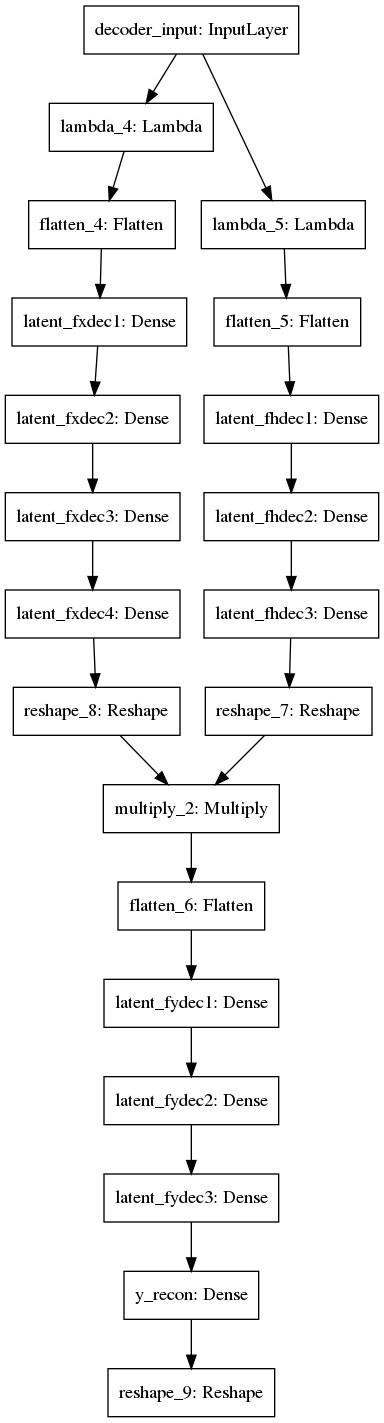 decoder_input: InputLayer
lambda_4: Lambda
flatten_4: Flatten
lambda_5: Lambda
latent_fxdec1: Dense
flatten_5: Flatten
latent_fxdec2: Dense
latent_fhdec1: Dense
latent_fxdec3: Dense
latent_fhdec2: Dense
latent_fxdec4: Dense
latent_fhdec3: Dense
reshape_8: Reshape
reshape_7: Reshape
multiply_2: Multiply
flatten_6: Flatten
latent_fydec1: Dense
latent_fydec2: Dense
latent_fydec3: Dense
y_recon: Dense
reshape_9: Reshape